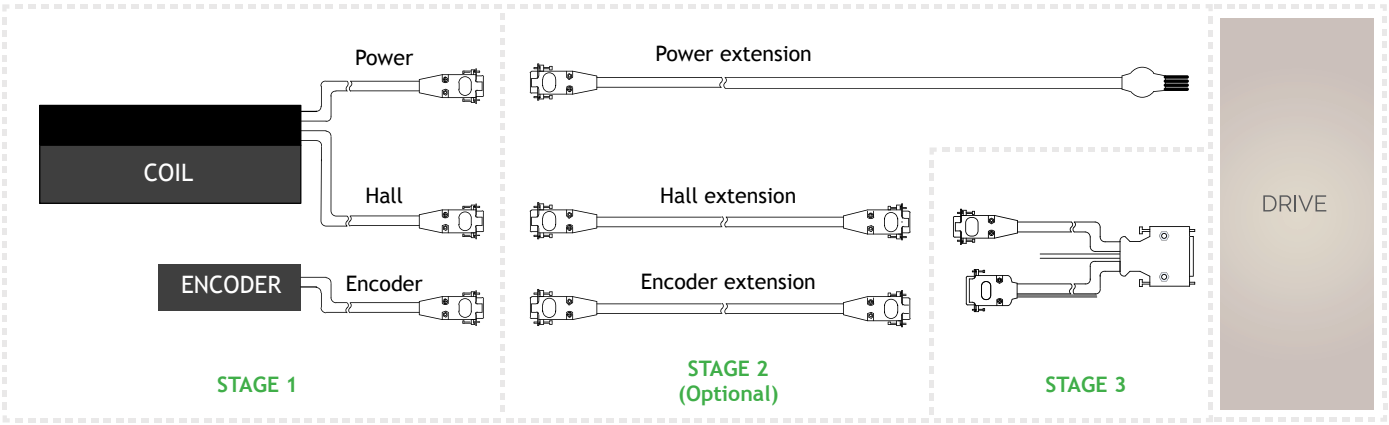 Power
COIL
Hall
ENCODER
Encoder
STAGE 1
Power extension
Hall extension
Encoder extension
STAGE 2
(Optional)
STAGE 3
DRIVE